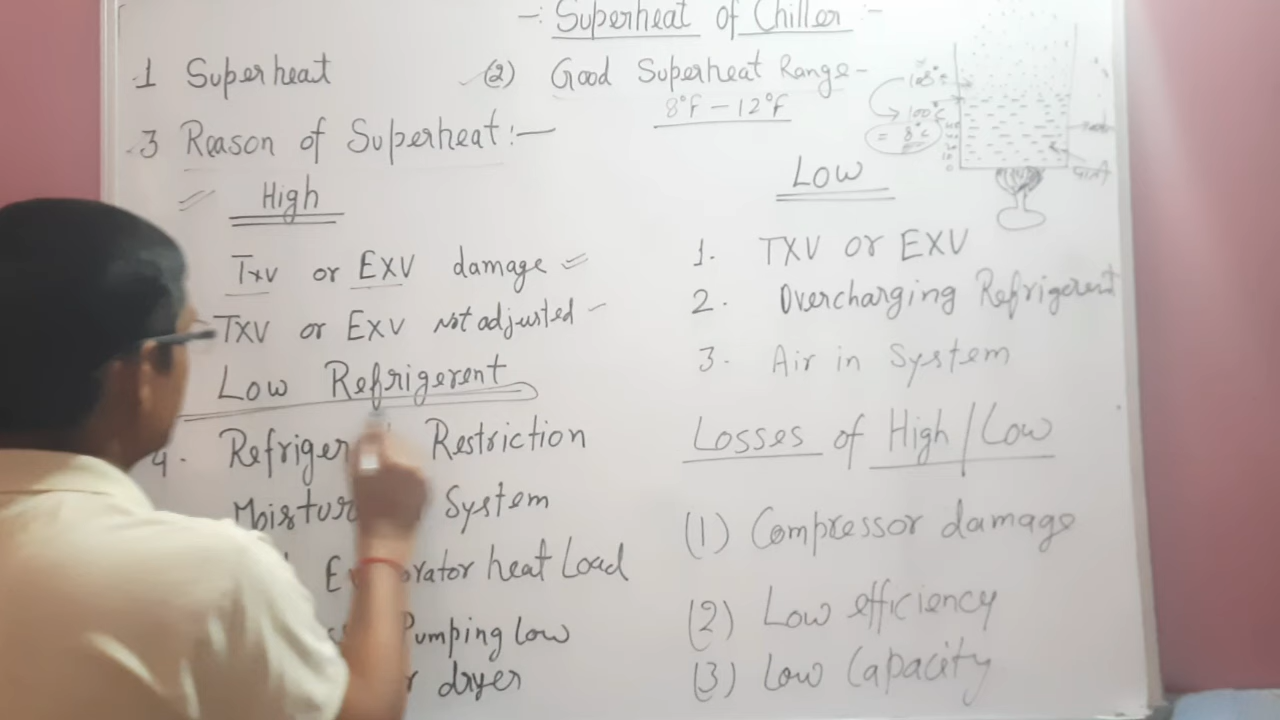 -: Superheat of Chiller :-
1 Superheat
(2) Good Superheat Range-
8°F - 12°F
3 Reason of Superheat:-
High
Txv or EXV damage
TXV or EXV Not adjusted
Low Refrigerent
4. Restriction
System
heat Load
Pumping Low
dryer
100°C
= 8°C
Low
1. TXV or EXV
2. Overcharging Refrigerent
3. Air in System
Losses of High/Low
(1) Compressor damage
(2) Low efficiency
(3) Low Capacity